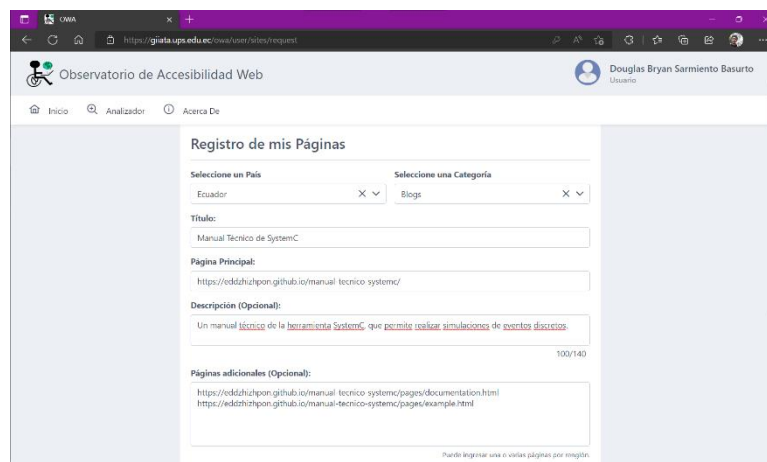 OWA
https://giiata.ups.edu.ec/owa/user/sites/request
Observatorio de Accesibilidad Web
Douglas Bryan Sarmiento Basurto
Usuario
Inicio
Analizador
Acerca De
Registro de mis Páginas
Seleccione un País
Seleccione una Categoría
Ecuador
Blogs
Título:
Manual Técnico de SystemC
Página Principal:
https://eddzhizhpon.github.io/manual-tecnico-systemc/
Descripción (Opcional):
Un manual técnico de la herramienta SystemC, que permite realizar simulaciones de eventos discretos.
100/140
Páginas adicionales (Opcional):
https://eddzhizhpon.github.io/manual-tecnico-systemc/pages/documentation.html
https://eddzhizhpon.github.io/manual-tecnico-systemc/pages/example.html
Puede ingresar una o varias páginas por renglón.